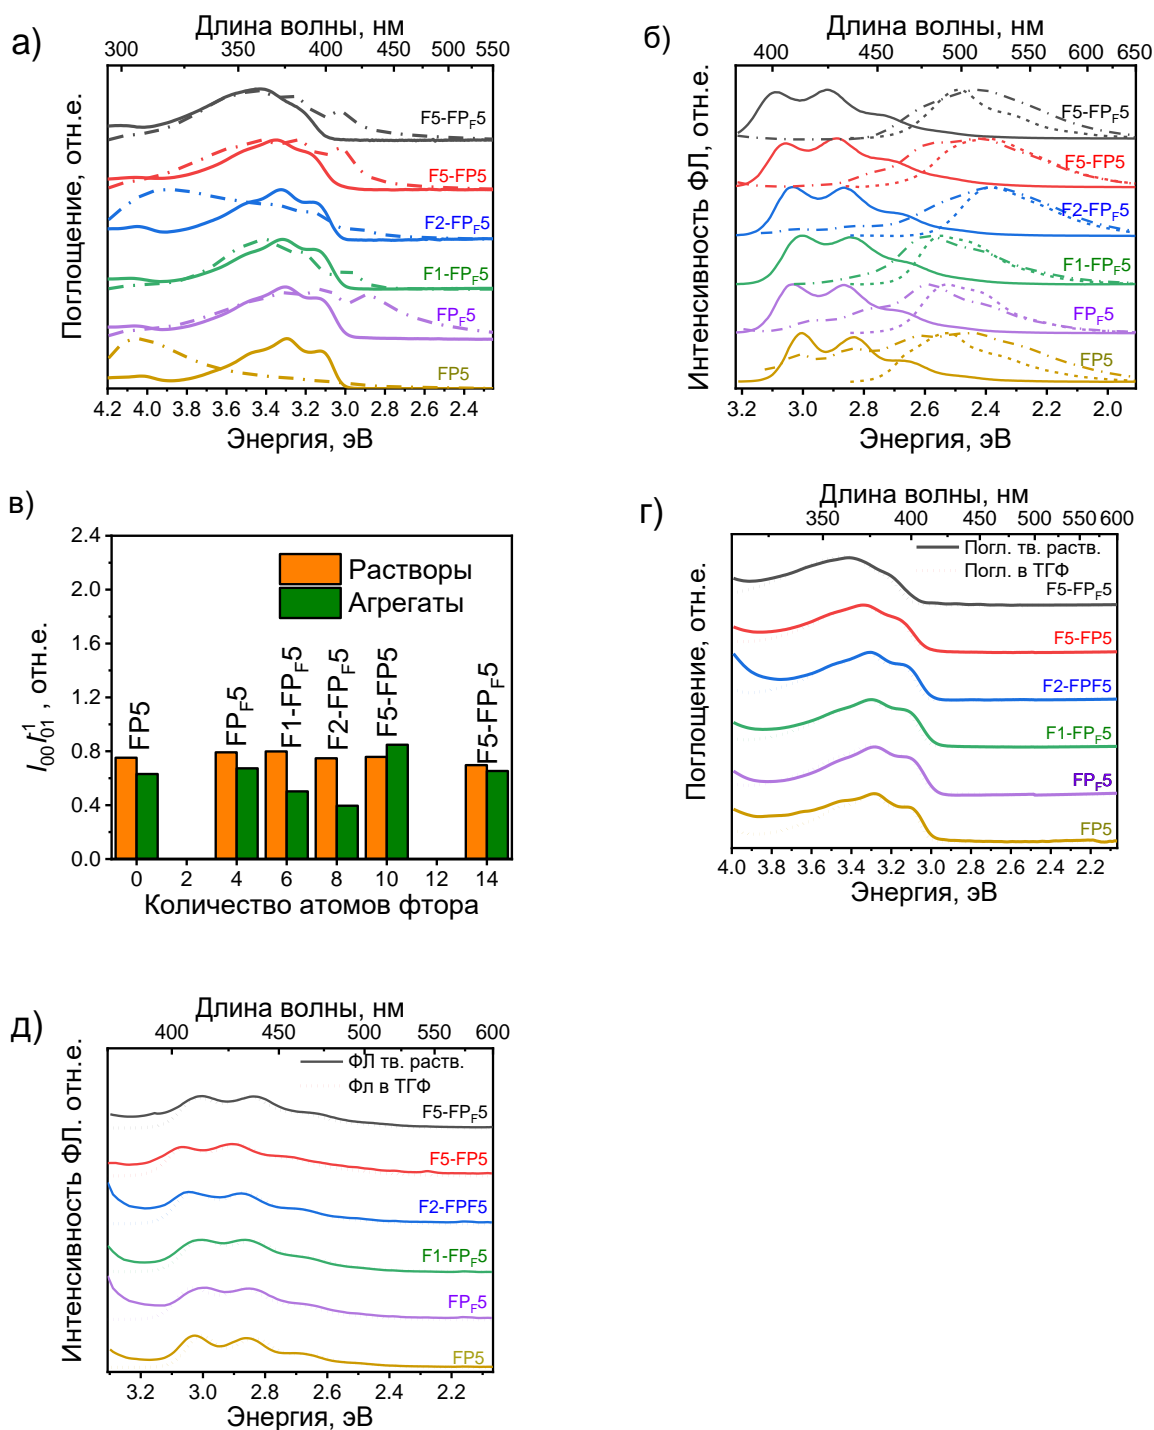 а)
Длина волны, нм
300 350 400 450 500 550
Поглощение, отн.е.
F5-FPF5
F5-FP5
F2-FPF5
F1-FPF5
FPF5
FP5
4.2 4.0 3.8 3.6 3.4 3.2 3.0 2.8 2.6 2.4
Энергия, эВ
б)
Длина волны, нм
400 450 500 550 600 650
Интенсивность ФЛ, отн.е.
F5-FPF5
F5-FP5
F2-FPF5
F1-FPF5
FPF5
FP5
3.2 3.0 2.8 2.6 2.4 2.2 2.0
Энергия, эВ
в)
I00I01-1, отн.е.
2.4
2.0
1.6
1.2
0.8
0.4
0.0
Растворы
Агрегаты
FP5
FPF5
F1-FPF5
F2-FPF5
F5-FP5
F5-FPF5
0 2 4 6 8 10 12 14
Количество атомов фтора
г)
Длина волны, нм
350 400 450 500 550 600
Поглощение, отн.е.
Погл. тв. раств.
Погл. в ТГФ
F5-FPF5
F5-FP5
F2-FPF5
F1-FPF5
FPF5
FP5
4.0 3.8 3.6 3.4 3.2 3.0 2.8 2.6 2.4 2.2
Энергия, эВ
д)
Длина волны, нм
400 450 500 550 600
Интенсивность ФЛ. отн.е.
ФЛ тв. раств.
Фл в ТГФ
F5-FPF5
F5-FP5
F2-FPF5
F1-FPF5
FPF5
FP5
3.2 3.0 2.8 2.6 2.4 2.2
Энергия, эВ